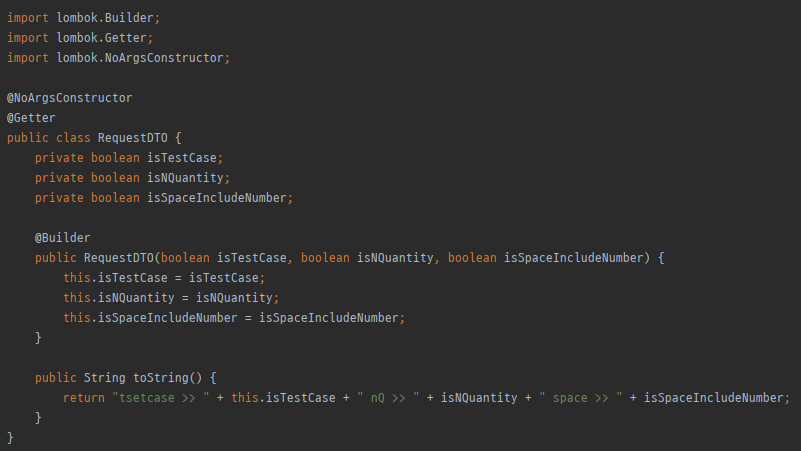 import lombok.Builder;
import lombok.Getter;
import lombok.NoArgsConstructor;

@NoArgsConstructor
@Getter
public class RequestDTO {
    private boolean isTestCase;
    private boolean isNQuantity;
    private boolean isSpaceIncludeNumber;

    @Builder
    public RequestDTO(boolean isTestCase, boolean isNQuantity, boolean isSpaceIncludeNumber) {
        this.isTestCase = isTestCase;
        this.isNQuantity = isNQuantity;
        this.isSpaceIncludeNumber = isSpaceIncludeNumber;
    }

    public String toString() {
        return "tsetcase >> " + this.isTestCase + " nQ >> " + isNQuantity + " space >> " + isSpaceIncludeNumber;
    }
}